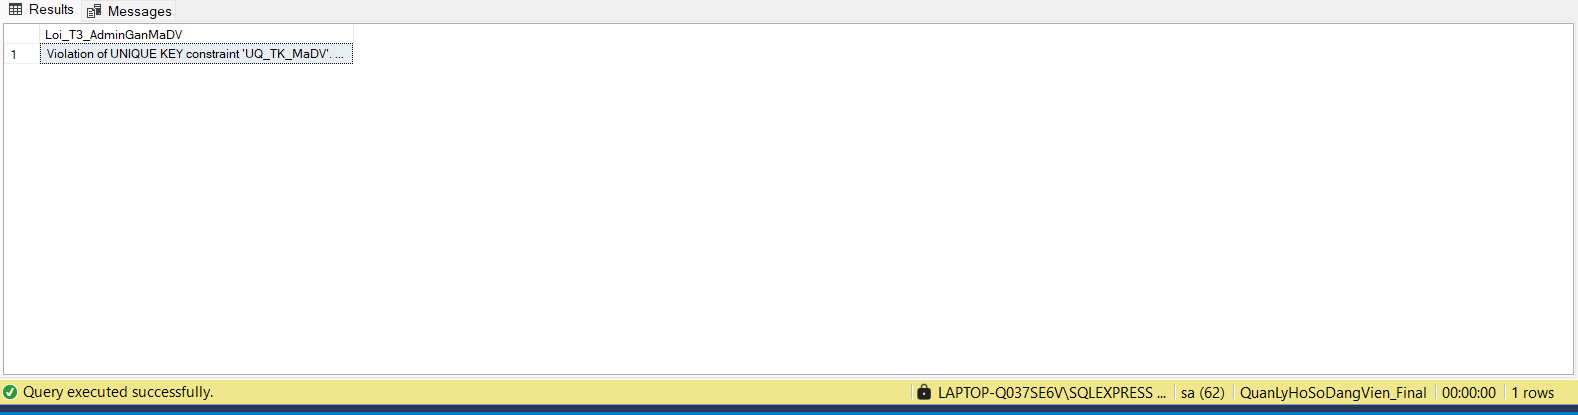 Results Messages
Loi_T3_AdminGanMaDV
1 Violation of UNIQUE KEY constraint 'UQ_TK_MaDV'. ...
Query executed successfully. LAPTOP-Q037SE6V\SQLEXPRESS ... sa (62) QuanLyHoSoDangVien_Final 00:00:00 1 rows